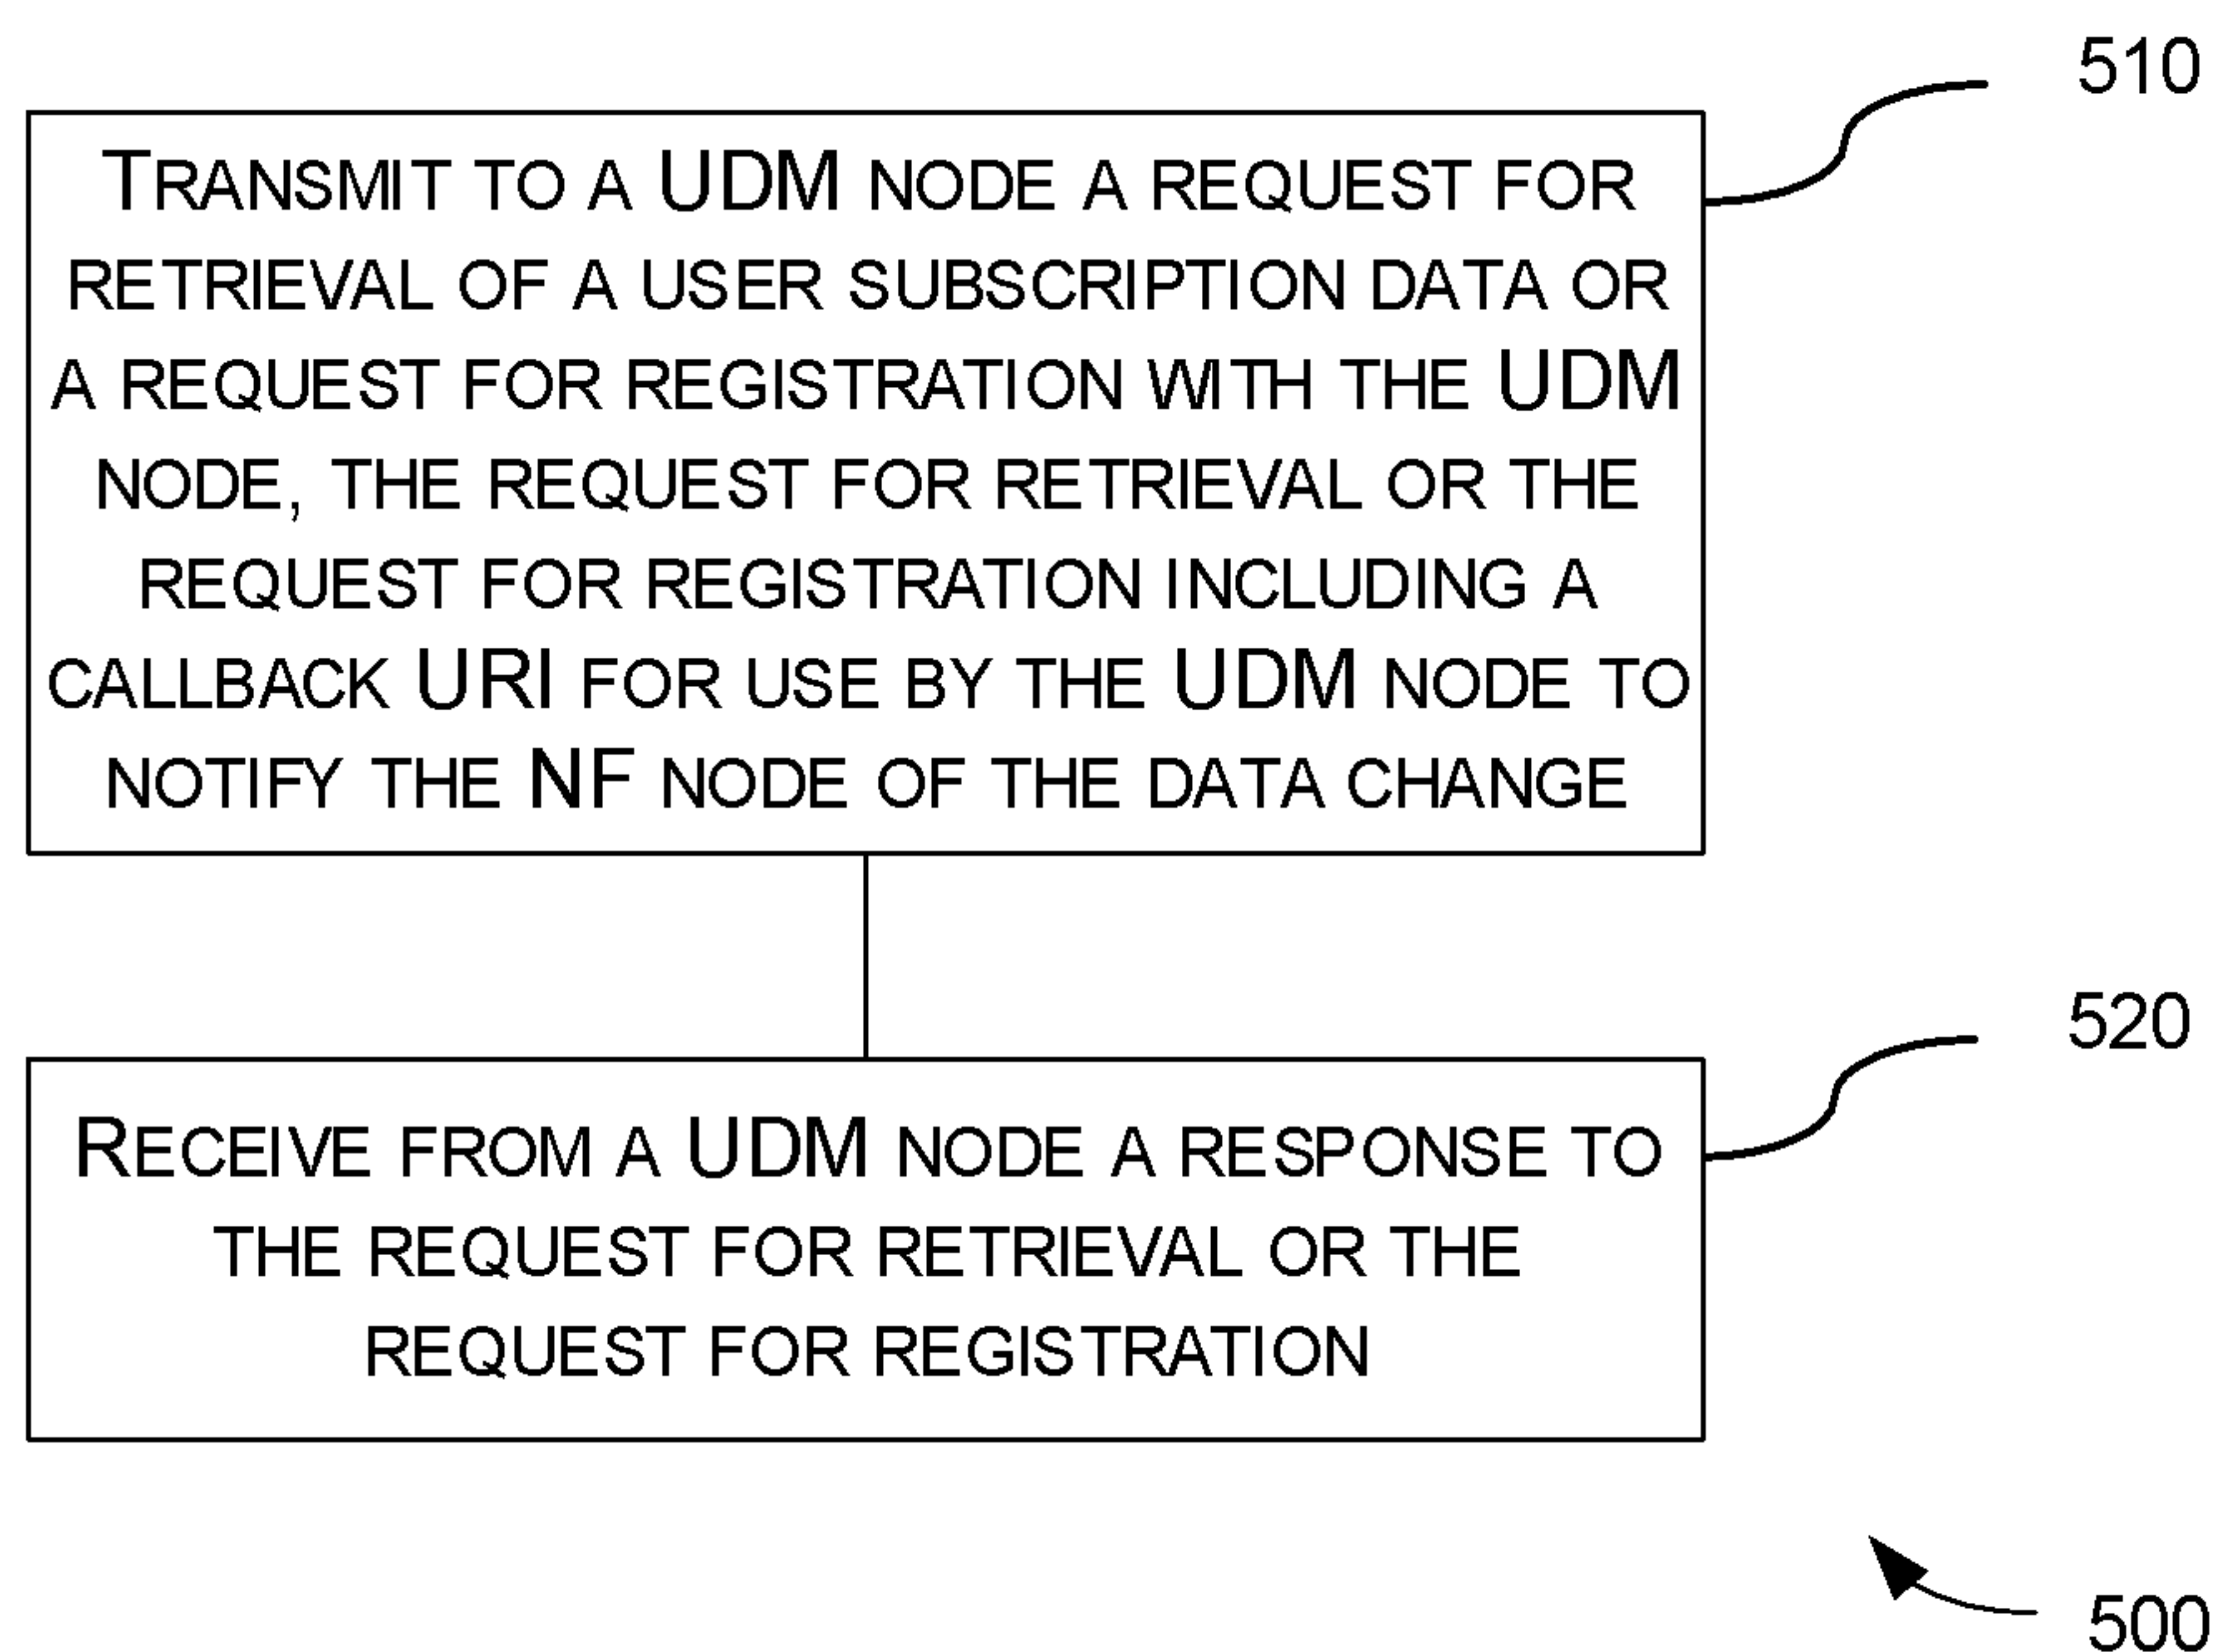 510
TRANSMIT TO A UDM NODE A REQUEST FOR
RETRIEVAL OF A USER SUBSCRIPTION DATA OR
A REQUEST FOR REGISTRATION WITH THE UDM
NODE, THE REQUEST FOR RETRIEVAL OR THE
REQUEST FOR REGISTRATION INCLUDING A
CALLBACK URI FOR USE BY THE UDM NODE TO
NOTIFY THE NF NODE OF THE DATA CHANGE
520
RECEIVE FROM A UDM NODE A RESPONSE TO
THE REQUEST FOR RETRIEVAL OR THE
REQUEST FOR REGISTRATION
500